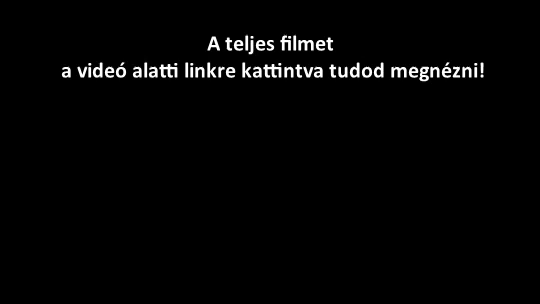 A teljes filmet
a videó alatti linkre kattintva tudod megnézni!